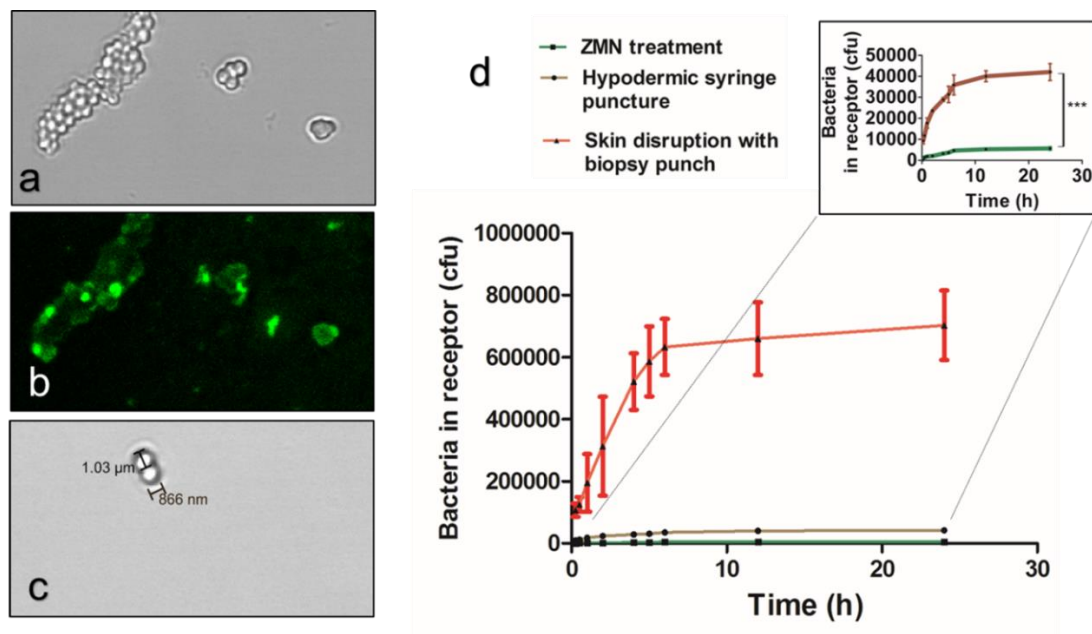 a
b
1.03 µm
866 nm
c
d
ZMN treatment
Hypodermic syringe
puncture
Skin disruption with
biopsy punch
Bacteria
in receptor (cfu)
50000
40000
30000
20000
10000
0
0 10 20 30
Time (h)
***
Bacteria in receptor (cfu)
1000000
800000
600000
400000
200000
0
0 10 20 30
Time (h)